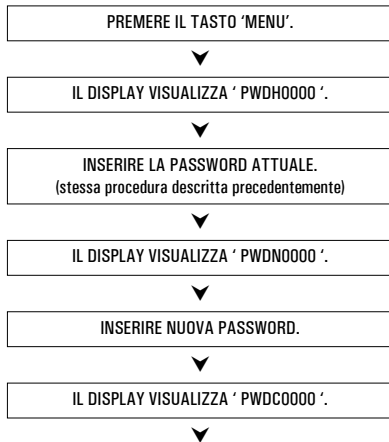 PREMERE IL TASTO ‘MENU’.
IL DISPLAY VISUALIZZA ‘ PWDH0000 ‘.
INSERIRE LA PASSWORD ATTUALE.
(stessa procedura descritta precedentemente)
IL DISPLAY VISUALIZZA ‘ PWDN0000 ‘.
INSERIRE NUOVA PASSWORD.
IL DISPLAY VISUALIZZA ‘ PWDC0000 ‘.